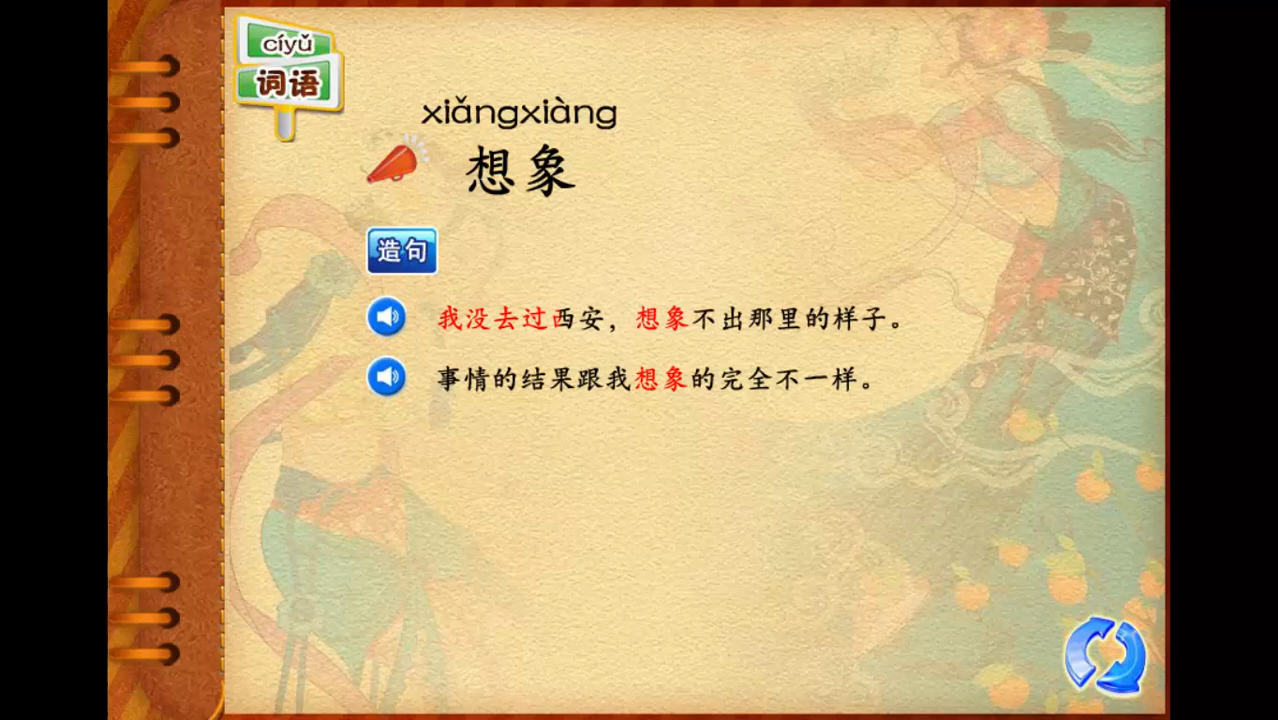 cíyǔ
词语
xiǎngxiàng
想象
造句
我没去过西安，想象不出那里的样子。
事情的结果跟我想象的完全不一样。